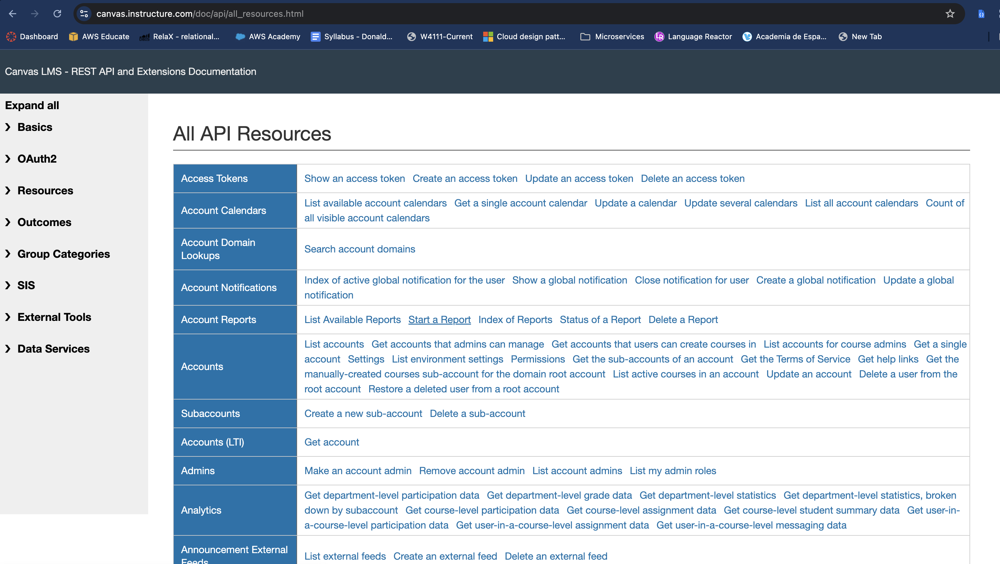 canvas.instructure.com/doc/api/all_resources.html
Dashboard AWS Educate RelaX - relational... AWS Academy Syllabus - Donald... W4111-Current Cloud design patt... Microservices Language Reactor Academia de Espa... New Tab
Canvas LMS - REST API and Extensions Documentation
Expand all
Basics
OAuth2
Resources
Outcomes
Group Categories
SIS
External Tools
Data Services
All API Resources
Access Tokens
Show an access token Create an access token Update an access token Delete an access token
Account Calendars
List available account calendars Get a single account calendar Update a calendar Update several calendars List all account calendars Count of
all visible account calendars
Account Domain
Lookups
Search account domains
Account Notifications
Index of active global notification for the user Show a global notification Close notification for user Create a global notification Update a global
notification
Account Reports
List Available Reports Start a Report Index of Reports Status of a Report Delete a Report
Accounts
List accounts Get accounts that admins can manage Get accounts that users can create courses in List accounts for course admins Get a single
account Settings List environment settings Permissions Get the sub-accounts of an account Get the Terms of Service Get help links Get the
manually-created courses sub-account for the domain root account List active courses in an account Update an account Delete a user from the
root account Restore a deleted user from a root account
Subaccounts
Create a new sub-account Delete a sub-account
Accounts (LTI)
Get account
Admins
Make an account admin Remove account admin List account admins List my admin roles
Analytics
Get department-level participation data Get department-level grade data Get department-level statistics Get department-level statistics, broken
down by subaccount Get course-level participation data Get course-level assignment data Get course-level student summary data Get user-in-
a-course-level participation data Get user-in-a-course-level assignment data Get user-in-a-course-level messaging data
Announcement External
Feeds
List external feeds Create an external feed Delete an external feed